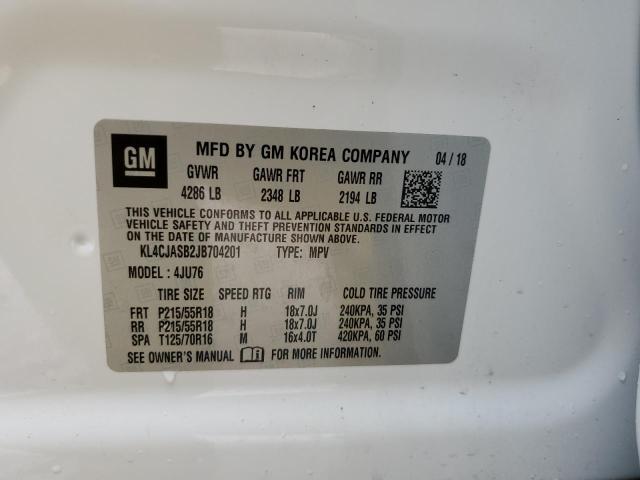 GM MFD BY GM KOREA COMPANY 04 / 18
GVWR GAWR FRT GAWR RR
4286 LB 2348 LB 2194 LB
THIS VEHICLE CONFORMS TO ALL APPLICABLE U.S. FEDERAL MOTOR
VEHICLE SAFETY AND THEFT PREVENTION STANDARDS IN EFFECT
ON THE DATE OF MANUFACTURE SHOWN ABOVE.
KL4CJASB2JB704201 TYPE: MPV
MODEL : 4JU76
TIRE SIZE SPEED RTG RIM COLD TIRE PRESSURE
FRT P215/55R18 H 18x7.0J 240KPA, 35 PSI
RR P215/55R18 H 18x7.0J 240KPA, 35 PSI
SPA T125/70R16 M 16x4.0T 420KPA, 60 PSI
SEE OWNER'S MANUAL FOR MORE INFORMATION.